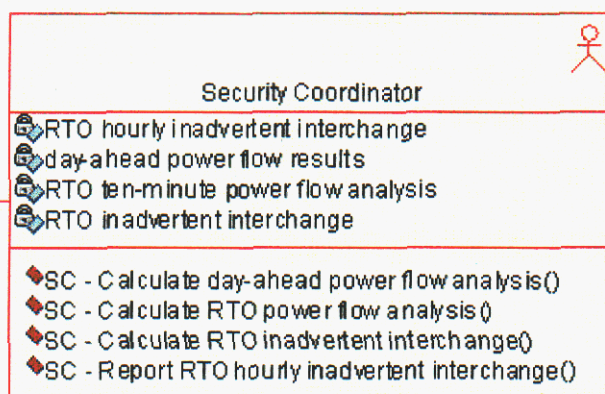 Security Coordinator
RTO hourly inadvertent interchange
day-ahead power flow results
RTO ten-minute power flow analysis
RTO inadvertent interchange
SC - Calculate day-ahead power flow analysis()
SC - Calculate RTO power flow analysis()
SC - Calculate RTO inadvertent interchange()
SC - Report RTO hourly inadvertent interchange()